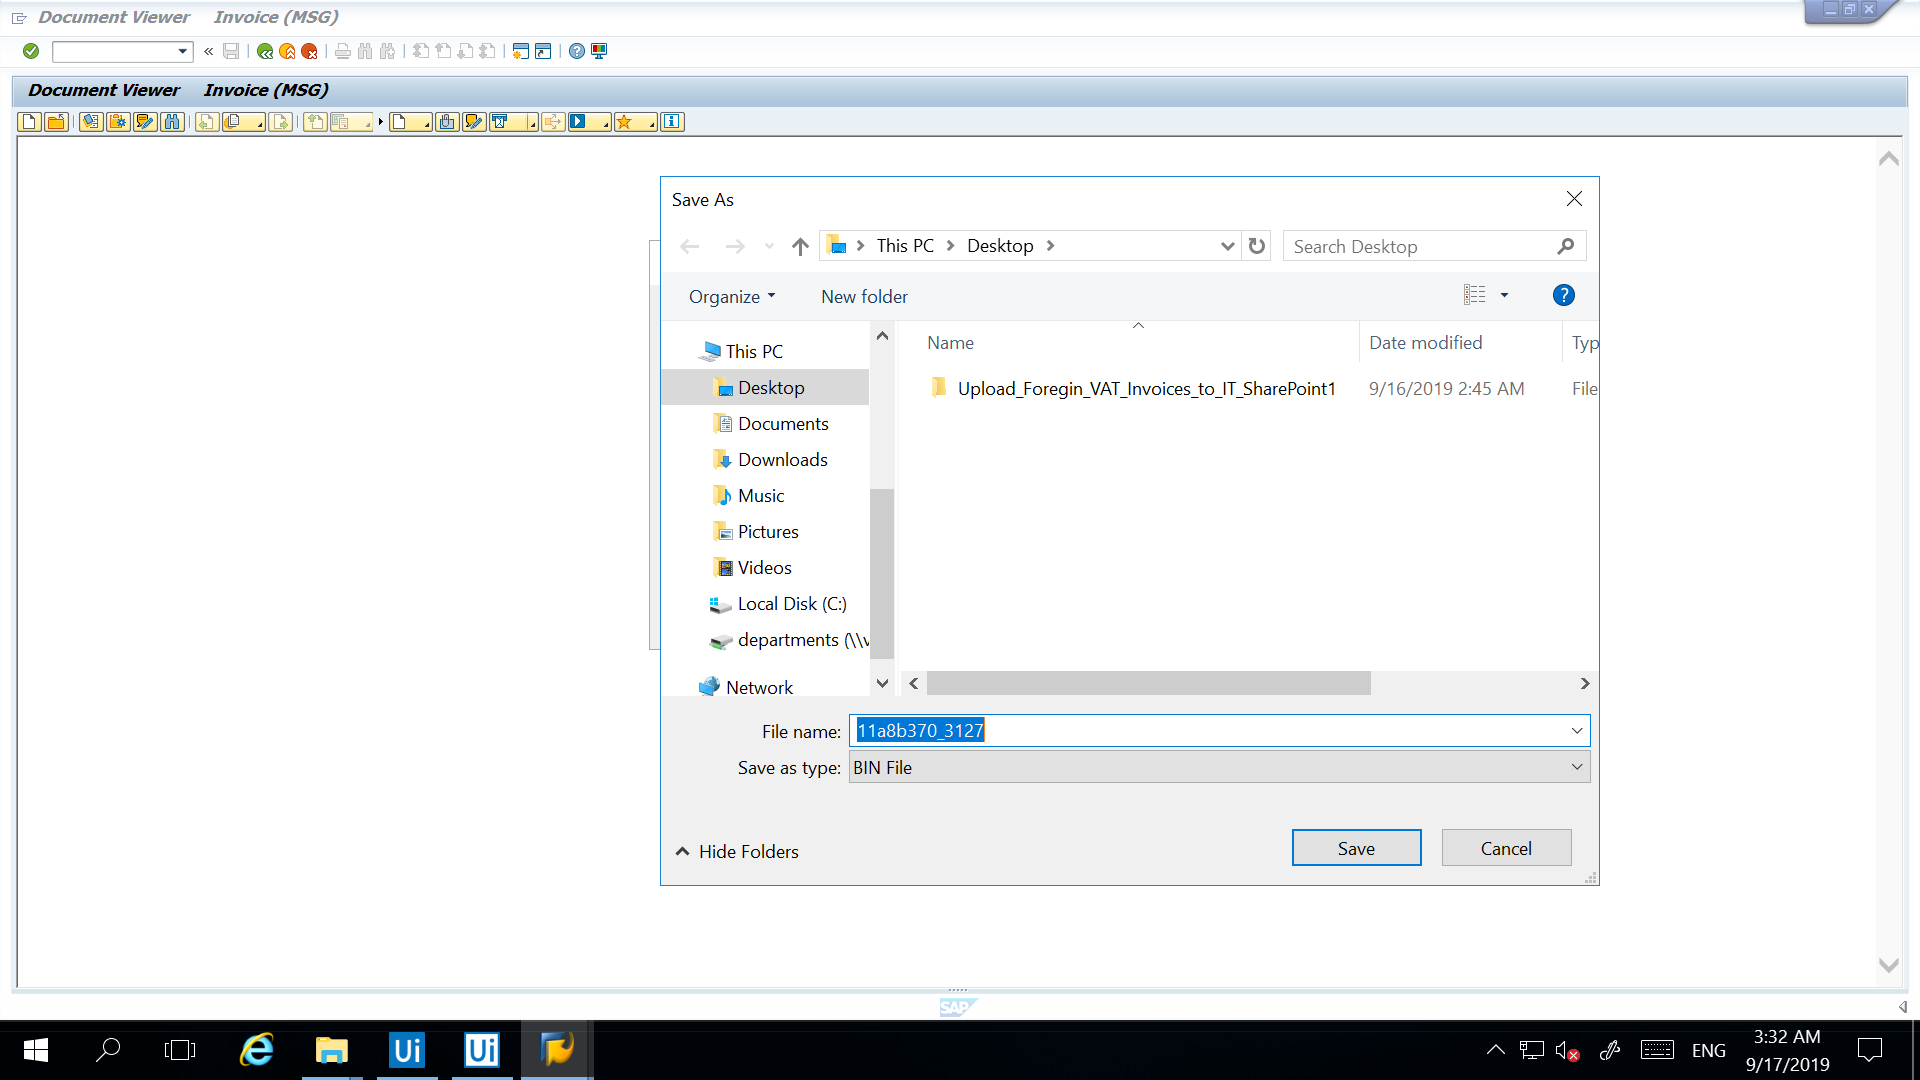 Document Viewer Invoice (MSG)
Document Viewer Invoice (MSG)
Save As
This PC Desktop
Search Desktop
Organize
New folder
Name
Date modified
Typ
This PC
Desktop
Upload_Foregin_VAT_Invoices_to_IT_SharePoint1
9/16/2019 2:45 AM
File
Documents
Downloads
Music
Pictures
Videos
Local Disk (C:)
departments (\\v
Network
File name: 11a8b370_3127
Save as type: BIN File
Hide Folders
Save
Cancel
SAP
Ui
Ui
ENG
3:32 AM
9/17/2019